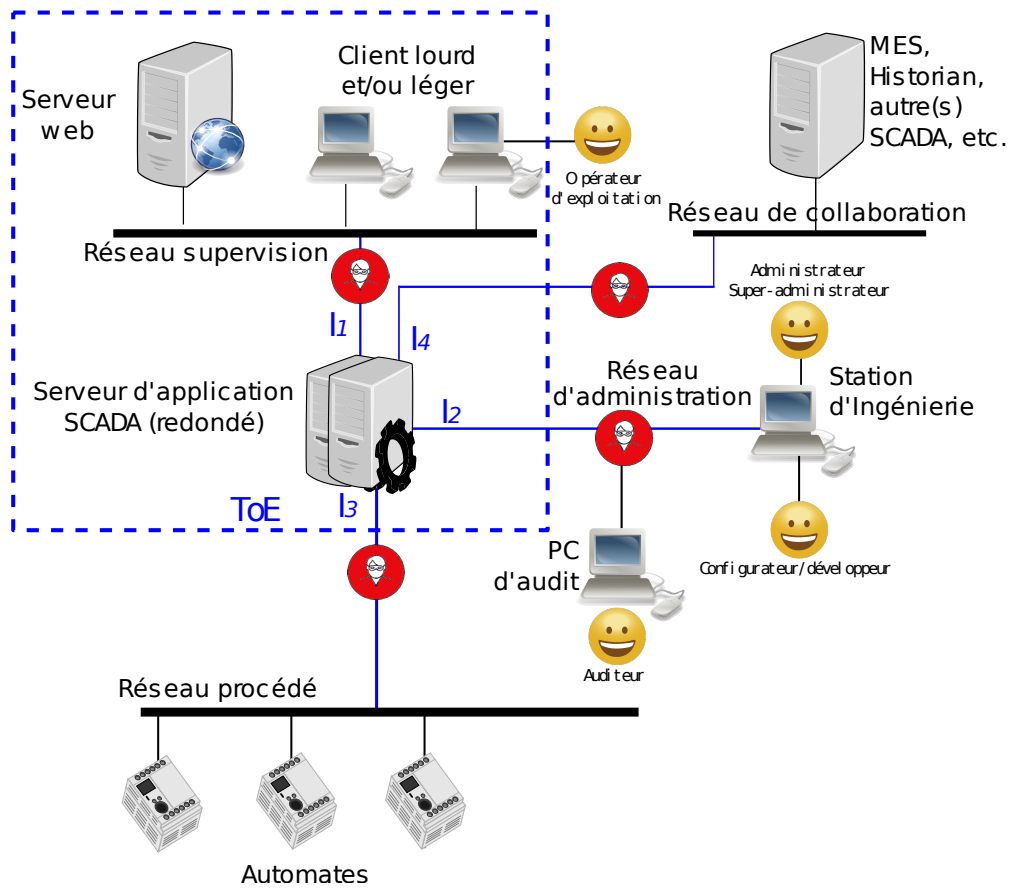 Serveur
web
Client lourd
et/ou léger
MES,
Historian,
autre(s)
SCADA, etc.
Opérateur
d'exploitation
Réseau de collaboration
Réseau supervision
Administrateur
Super-administrateur
I1
I4
Serveur d'application
SCADA (redondé)
Réseau
d'administration
Station
d'Ingénierie
I2
I3
ToE
PC
d'audit
Configurateur/développeur
Auditeur
Réseau procédé
Automates